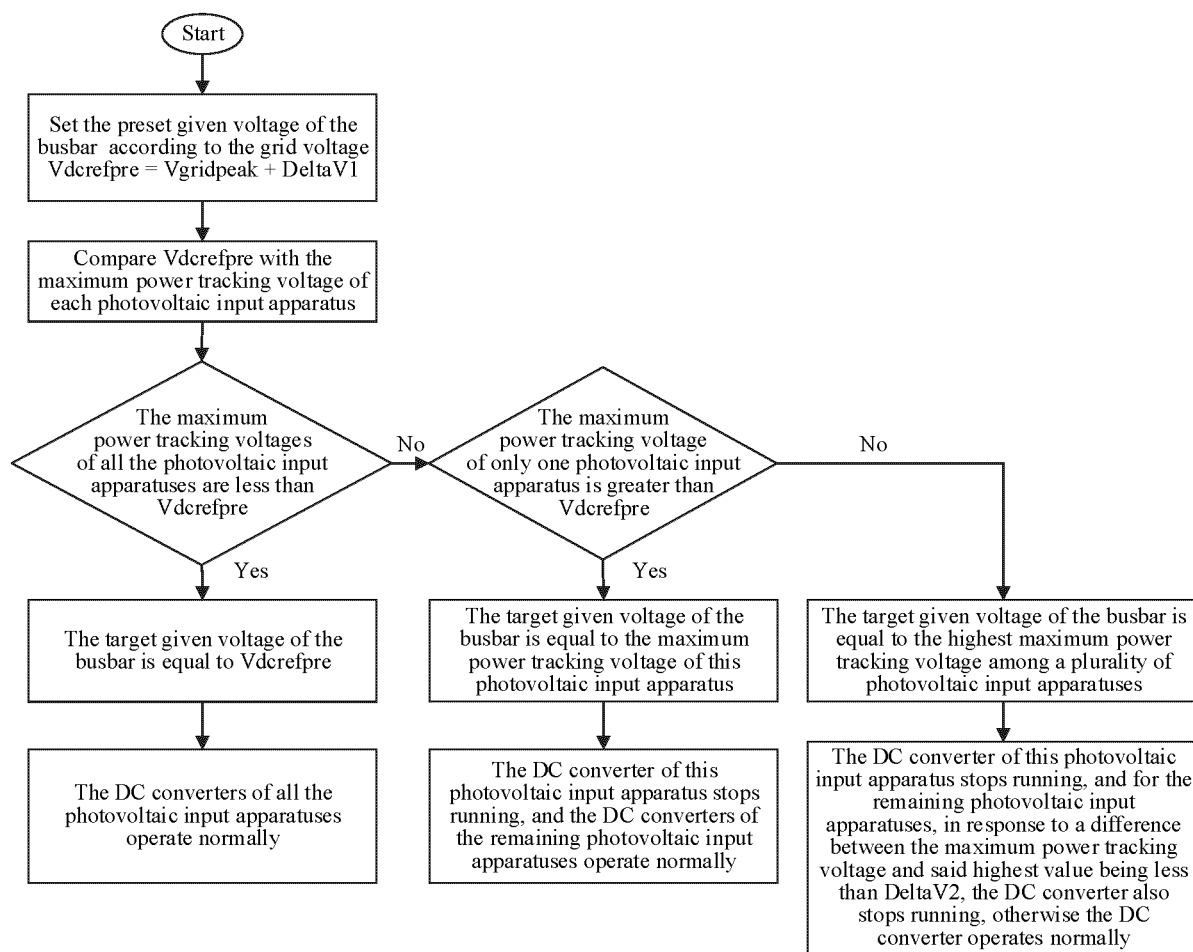 Start
Set the preset given voltage of the
busbar according to the grid voltage
Vdcrefpre = Vgridpeak + DeltaV1
Compare Vdcrefpre with the
maximum power tracking voltage of
each photovoltaic input apparatus
The maximum
power tracking voltages
of all the photovoltaic input
apparatuses are less than
Vdcrefpre
No
The maximum
power tracking voltage
of only one photovoltaic input
apparatus is greater than
Vdcrefpre
No
Yes
Yes
The target given voltage of the
busbar is equal to Vdcrefpre
The target given voltage of the
busbar is equal to the maximum
power tracking voltage of this
photovoltaic input apparatus
The target given voltage of the busbar is
equal to the highest maximum power
tracking voltage among a plurality of
photovoltaic input apparatuses
The DC converters of all the
photovoltaic input apparatuses
operate normally
The DC converter of this
photovoltaic input apparatus stops
running, and the DC converters of
the remaining photovoltaic input
apparatuses operate normally
The DC converter of this photovoltaic
input apparatus stops running, and for the
remaining photovoltaic input
apparatuses, in response to a difference
between the maximum power tracking
voltage and said highest value being less
than DeltaV2, the DC converter also
stops running, otherwise the DC
converter operates normally